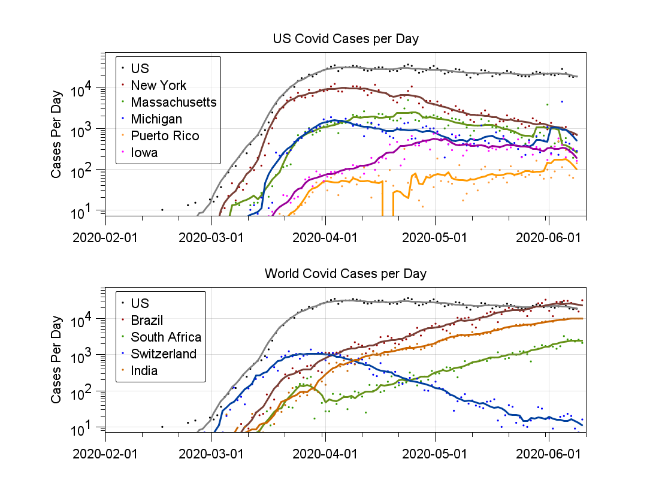 US Covid Cases per Day
Cases Per Day
10^4
10^3
10^2
10^1
US
New York
Massachusetts
Michigan
Puerto Rico
Iowa
2020-02-01 2020-03-01 2020-04-01 2020-05-01 2020-06-01
World Covid Cases per Day
Cases Per Day
10^4
10^3
10^2
10^1
US
Brazil
South Africa
Switzerland
India
2020-02-01 2020-03-01 2020-04-01 2020-05-01 2020-06-01